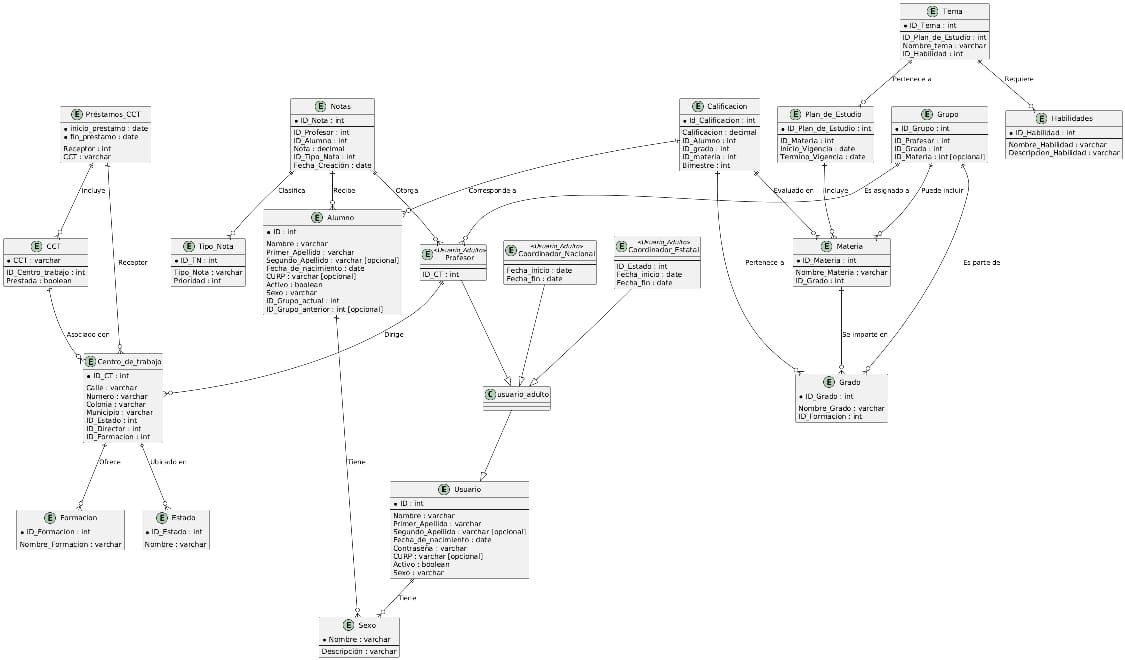 E Tema
ID_Tema : int
ID_Plan_de_Estudio : int
Nombre_tema : varchar
ID_Habilidad : int
Pertenece a
Requiere
E Préstamos_CCT
inicio_prestamo : date
fin_prestamo : date
Receptor : int
CCT : varchar
E Notas
ID_Nota : int
ID_Profesor : int
ID_Alumno : int
Nota : decimal
ID_Tipo_Nota : int
Fecha_Creación : date
E Calificacion
Id_Calificacion : int
Calificacion : decimal
ID_Alumno : int
ID_grado : int
ID_materia : int
Bimestre : int
E Plan_de_Estudio
ID_Plan_de_Estudio : int
ID_Materia : int
Inicio_Vigencia : date
Termino_Vigencia : date
E Grupo
ID_Grupo : int
ID_Profesor : int
ID_Grado : int
ID_Materia : int [opcional]
E Habilidades
ID_Habilidad : int
Nombre_Habilidad : varchar
Descripcion_Habilidad : varchar
Incluye
Clasifica
Recibe
Otorga
Corresponde a
Evaluado en
Incluye
Es asignado a
Puede incluir
E CCT
CCT : varchar
ID_Centro_trabajo : int
Prestada : boolean
Receptor
E Tipo_Nota
ID_TN : int
Tipo_Nota : varchar
Prioridad : int
E Alumno
ID : int
Nombre : varchar
Primer_Apellido : varchar
Segundo_Apellido : varchar [opcional]
Fecha_de_nacimiento : date
CURP : varchar [opcional]
Activo : boolean
Sexo : varchar
ID_Grupo_actual : int
ID_Grupo_anterior : int [opcional]
E «Usuario_Adulto»
Profesor
ID_CT : int
E «Usuario_Adulto»
Coordinador_Nacional
Fecha_inicio : date
Fecha_fin : date
E «Usuario_Adulto»
Coordinador_Estatal
ID_Estado : int
Fecha_inicio : date
Fecha_fin : date
Pertenece a
E Materia
ID_Materia : int
Nombre_Materia : varchar
ID_Grado : int
Es parte de
Asociado con
Dirige
Se imparte en
E Centro_de_trabajo
ID_CT : int
Calle : varchar
Numero : varchar
Colonia : varchar
Municipio : varchar
ID_Estado : int
ID_Director : int
ID_Formacion : int
C usuario_adulto
E Grado
ID_Grado : int
Nombre_Grado : varchar
ID_Formacion : int
Ofrece
Ubicado en
Tiene
E Formacion
ID_Formacion : int
Nombre_Formacion : varchar
E Estado
ID_Estado : int
Nombre : varchar
E Usuario
ID : int
Nombre : varchar
Primer_Apellido : varchar
Segundo_Apellido : varchar [opcional]
Fecha_de_nacimiento : date
Contraseña : varchar
CURP : varchar [opcional]
Activo : boolean
Sexo : varchar
Tiene
E Sexo
Nombre : varchar
Descripción : varchar